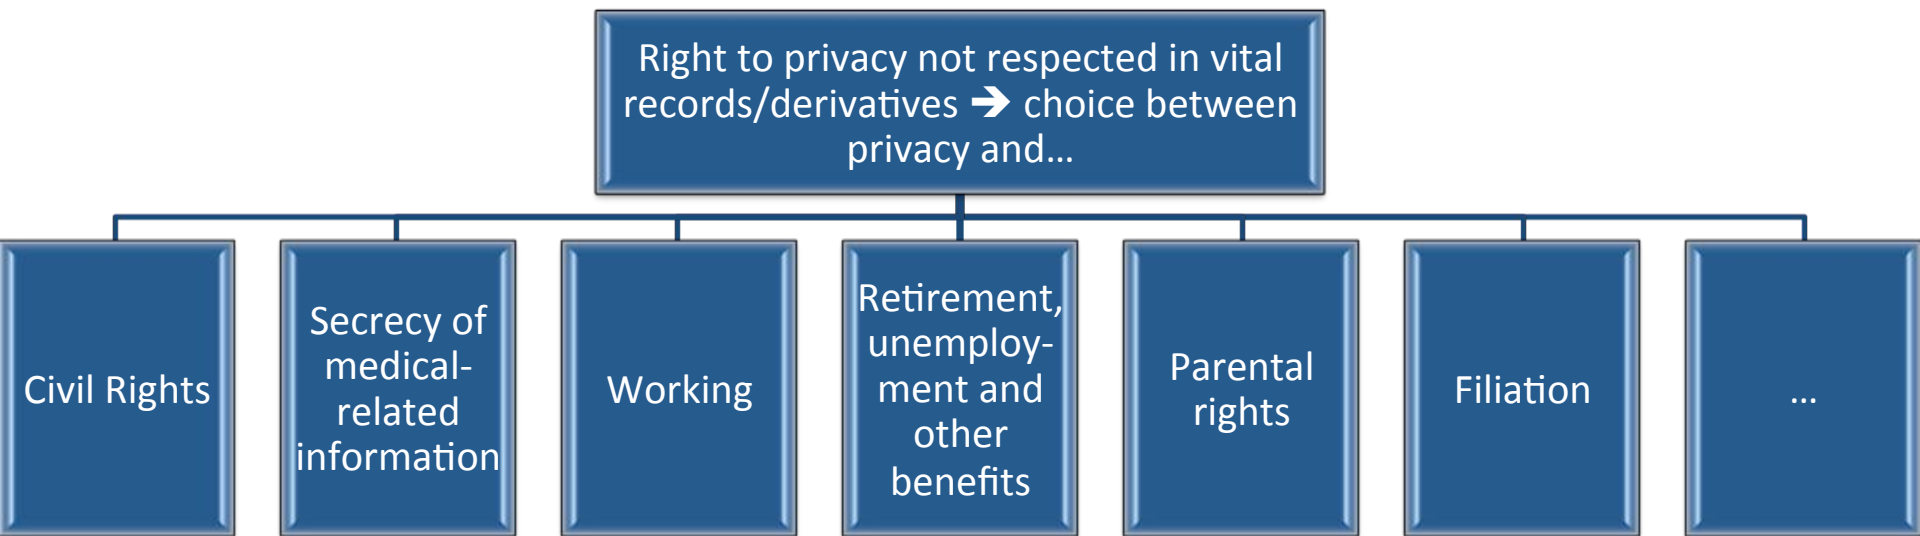 Right to privacy not respected in vital
records/derivatives ➔ choice between
privacy and...
Civil Rights
Secrecy of
medical-
related
information
Working
Retirement,
unemploy-
ment and
other
benefits
Parental
rights
Filiation
...